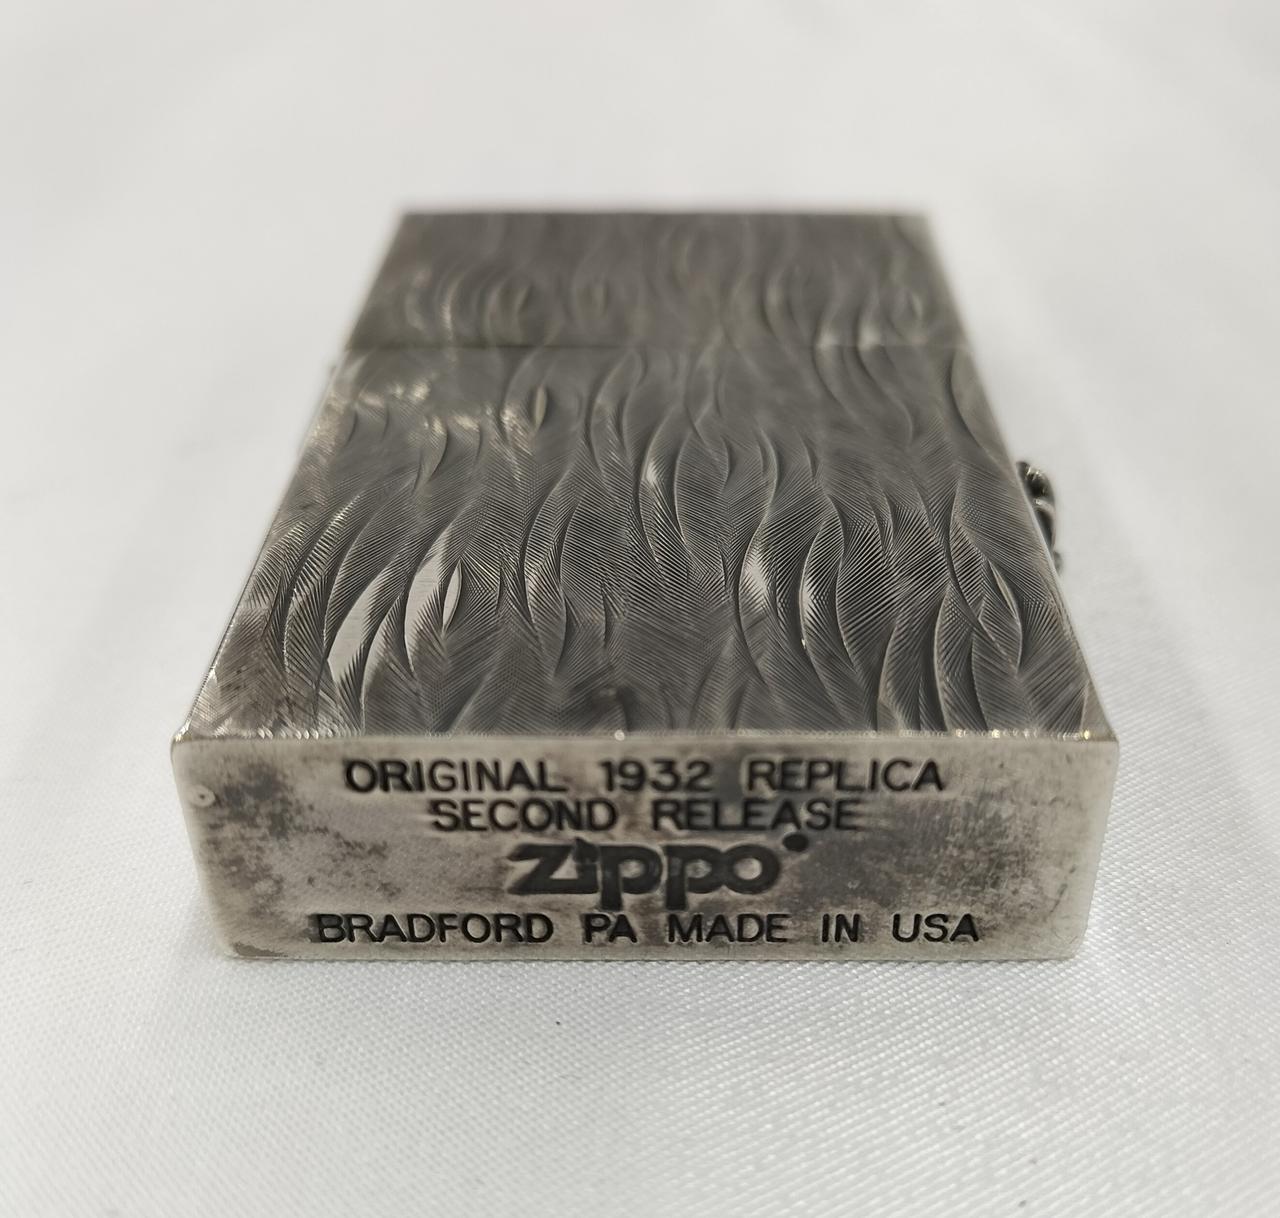 ORIGINAL 1932 REPLICA
SECOND RELEASE
zippo
BRADFORD PA MADE IN USA